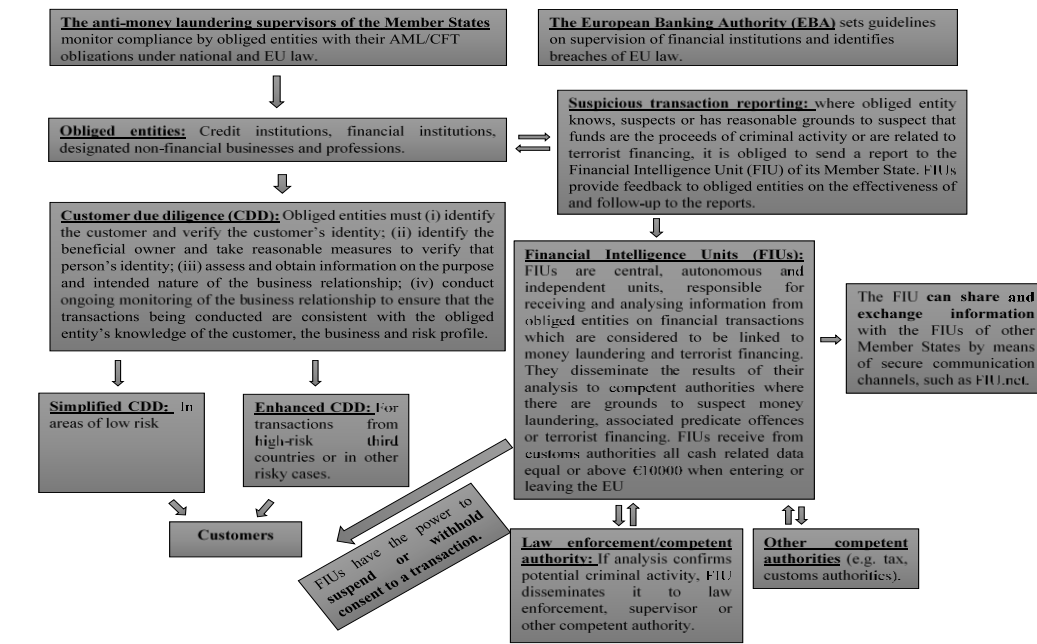 The anti-money laundering supervisors of the Member States
monitor compliance by obliged entities with their AML/CFT
obligations under national and EU law.
The European Banking Authority (EBA) sets guidelines
on supervision of financial institutions and identifies
breaches of EU law.
Obliged entities: Credit institutions, financial institutions,
designated non-financial businesses and professions.
Suspicious transaction reporting: where obliged entity
knows, suspects or has reasonable grounds to suspect that
funds are the proceeds of criminal activity or are related to
terrorist financing, it is obliged to send a report to the
Financial Intelligence Unit (FIU) of its Member State. FIUs
provide feedback to obliged entities on the effectiveness of
and follow-up to the reports.
Customer due diligence (CDD): Obliged entities must (i) identify
the customer and verify the customer's identity; (ii) identify the
beneficial owner and take reasonable measures to verify that
person's identity; (iii) assess and obtain information on the purpose
and intended nature of the business relationship; (iv) conduct
ongoing monitoring of the business relationship to ensure that the
transactions being conducted are consistent with the obliged
entity's knowledge of the customer, the business and risk profile.
Financial Intelligence Units (FIUs):
FIUs are central, autonomous and
independent units, responsible for
receiving and analysing information from
obliged entities on financial transactions
which are considered to be linked to
money laundering and terrorist financing.
They disseminate the results of their
analysis to competent authorities where
there are grounds to suspect money
laundering, associated predicate offences
or terrorist financing. FIUs receive from
customs authorities all cash related data
equal or above €10000 when entering or
leaving the EU
The FIU can share and
exchange information
with the FIUs of other
Member States by means
of secure communication
channels, such as FIU.net.
Simplified CDD: In
areas of low risk
Enhanced CDD: For
transactions from
high-risk third
countries or in other
risky cases.
Customers
FIUs have the power to
suspend or withhold
consent to a transaction.
Law enforcement/competent
authority: If analysis confirms
potential criminal activity, FIU
disseminates it to law
enforcement, supervisor or
other competent authority.
Other competent
authorities (e.g. tax,
customs authorities).